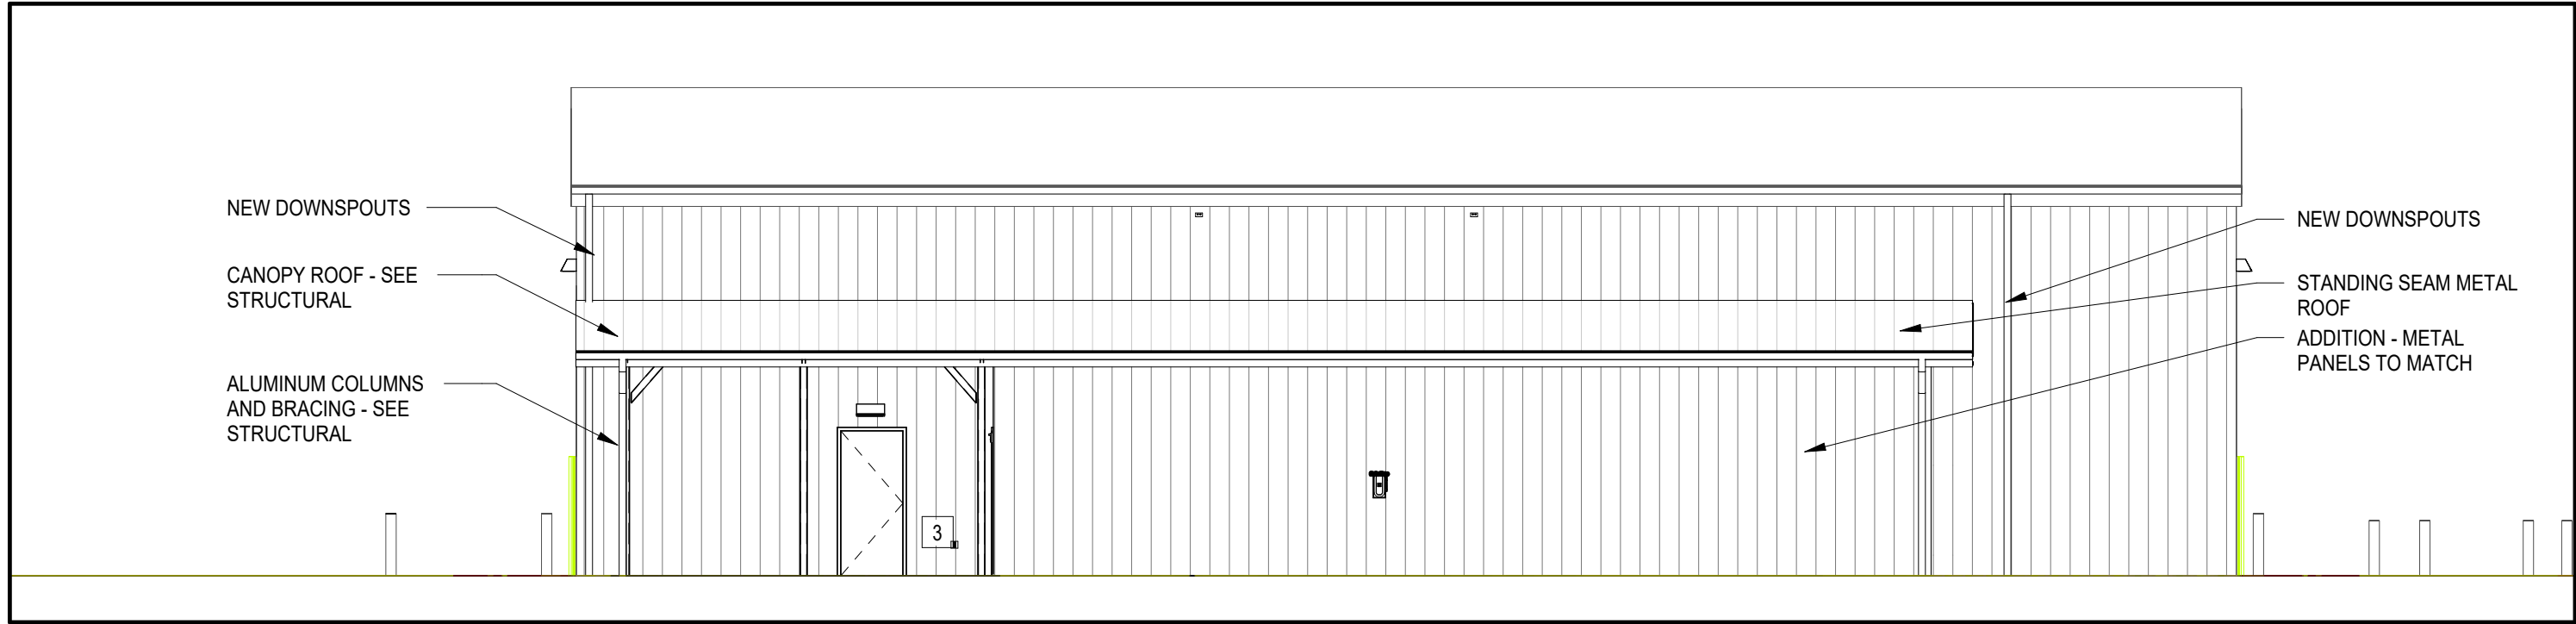 NEW DOWNSPOUTS
CANOPY ROOF - SEE
STRUCTURAL
ALUMINUM COLUMNS
AND BRACING - SEE
STRUCTURAL
3
NEW DOWNSPOUTS
STANDING SEAM METAL
ROOF
ADDITION - METAL
PANELS TO MATCH